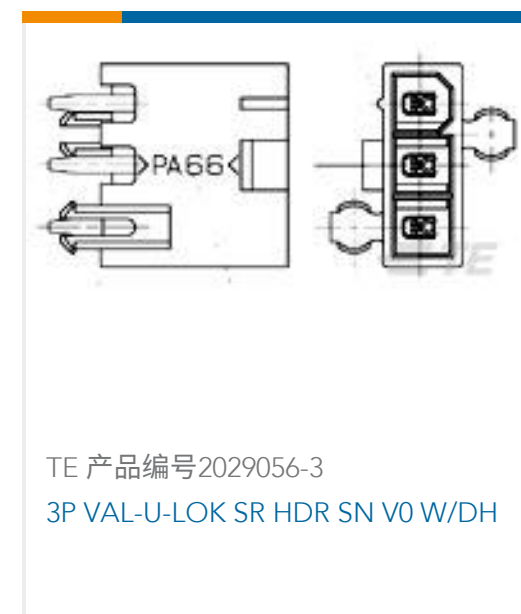 >PA66<
TE
TE 产品编号2029056-3
3P VAL-U-LOK SR HDR SN V0 W/DH